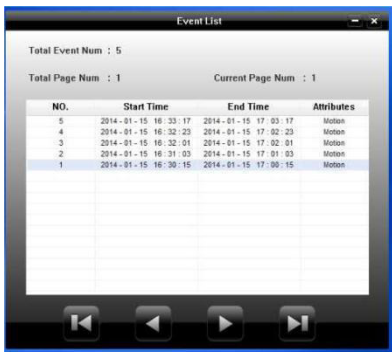 Event List
Total Event Num : 5
Total Page Num : 1 Current Page Num : 1
NO. Start Time End Time Attributes
5 2014 - 01 - 15 16 : 33 : 17 2014 - 01 - 15 17 : 03 : 17 Motion
4 2014 - 01 - 15 16 : 32 : 23 2014 - 01 - 15 17 : 02 : 23 Motion
3 2014 - 01 - 15 16 : 32 : 01 2014 - 01 - 15 17 : 02 : 01 Motion
2 2014 - 01 - 15 16 : 31 : 03 2014 - 01 - 15 17 : 01 : 03 Motion
1 2014 - 01 - 15 16 : 30 : 15 2014 - 01 - 15 17 : 00 : 15 Motion